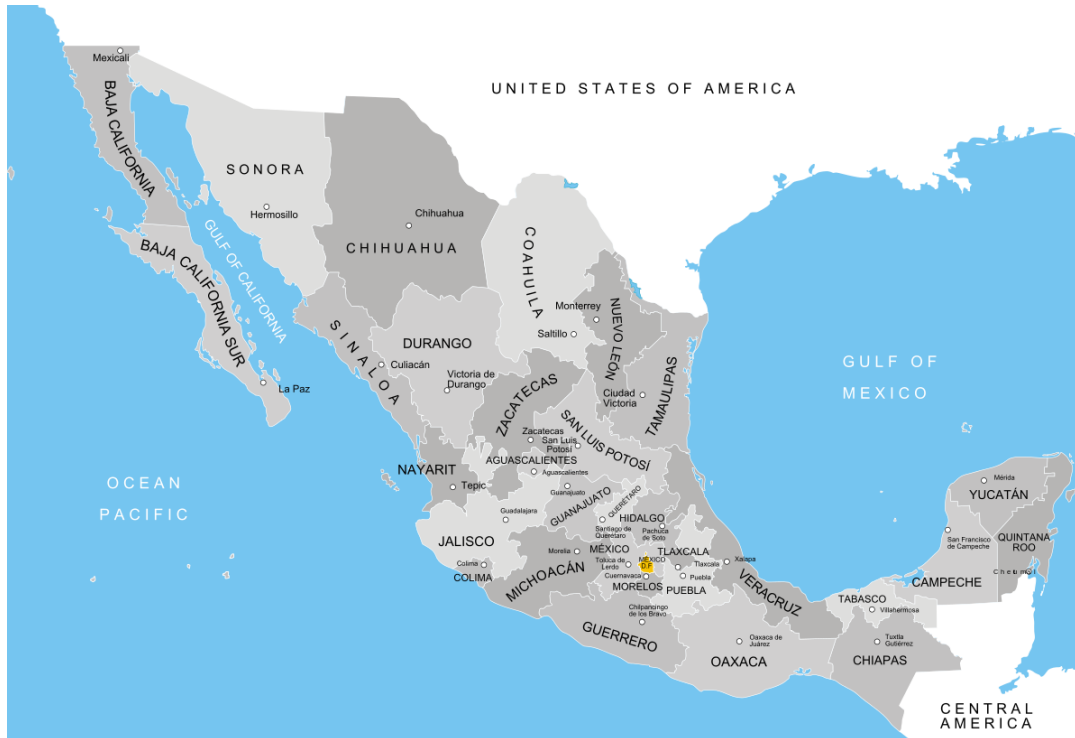 Mexicali
UNITED STATES OF AMERICA
BAJA CALIFORNIA
SONORA
Hermosillo
Chihuahua
CHIHUAHUA
GULF OF CALIFORNIA
BAJA CALIFORNIA SUR
La Paz
COAHUILA
Monterrey
Saltillo
NUEVO LEÓN
SINALOA
Culiacán
DURANGO
Victoria de
Durango
Ciudad
Victoria
TAMAULIPAS
GULF OF
MEXICO
ZACATECAS
Zacatecas
San Luis
Potosí
SAN LUIS POTOSÍ
NAYARIT
Tepic
AGUASCALIENTES
Aguascalientes
Guanajuato
GUANAJUATO
QUERÉTARO
Santiago de
Querétaro
HIDALGO
Pachuca
de Soto
OCEAN
PACIFIC
Guadalajara
JALISCO
Colima
COLIMA
Morelia
MICHOACÁN
MÉXICO
Toluca de
Lerdo
MÉXICO
D.F
Cuernavaca
MORELOS
TLAXCALA
Tlaxcala
Puebla
PUEBLA
Xalapa
VERACRUZ
Chilpancingo
de los Bravo
GUERRERO
Oaxaca de
Juárez
OAXACA
Mérida
YUCATÁN
San Francisco
de Campeche
CAMPECHE
QUINTANA
ROO
TABASCO
Villahermosa
Tuxtla
Gutiérrez
CHIAPAS
CENTRAL
AMERICA